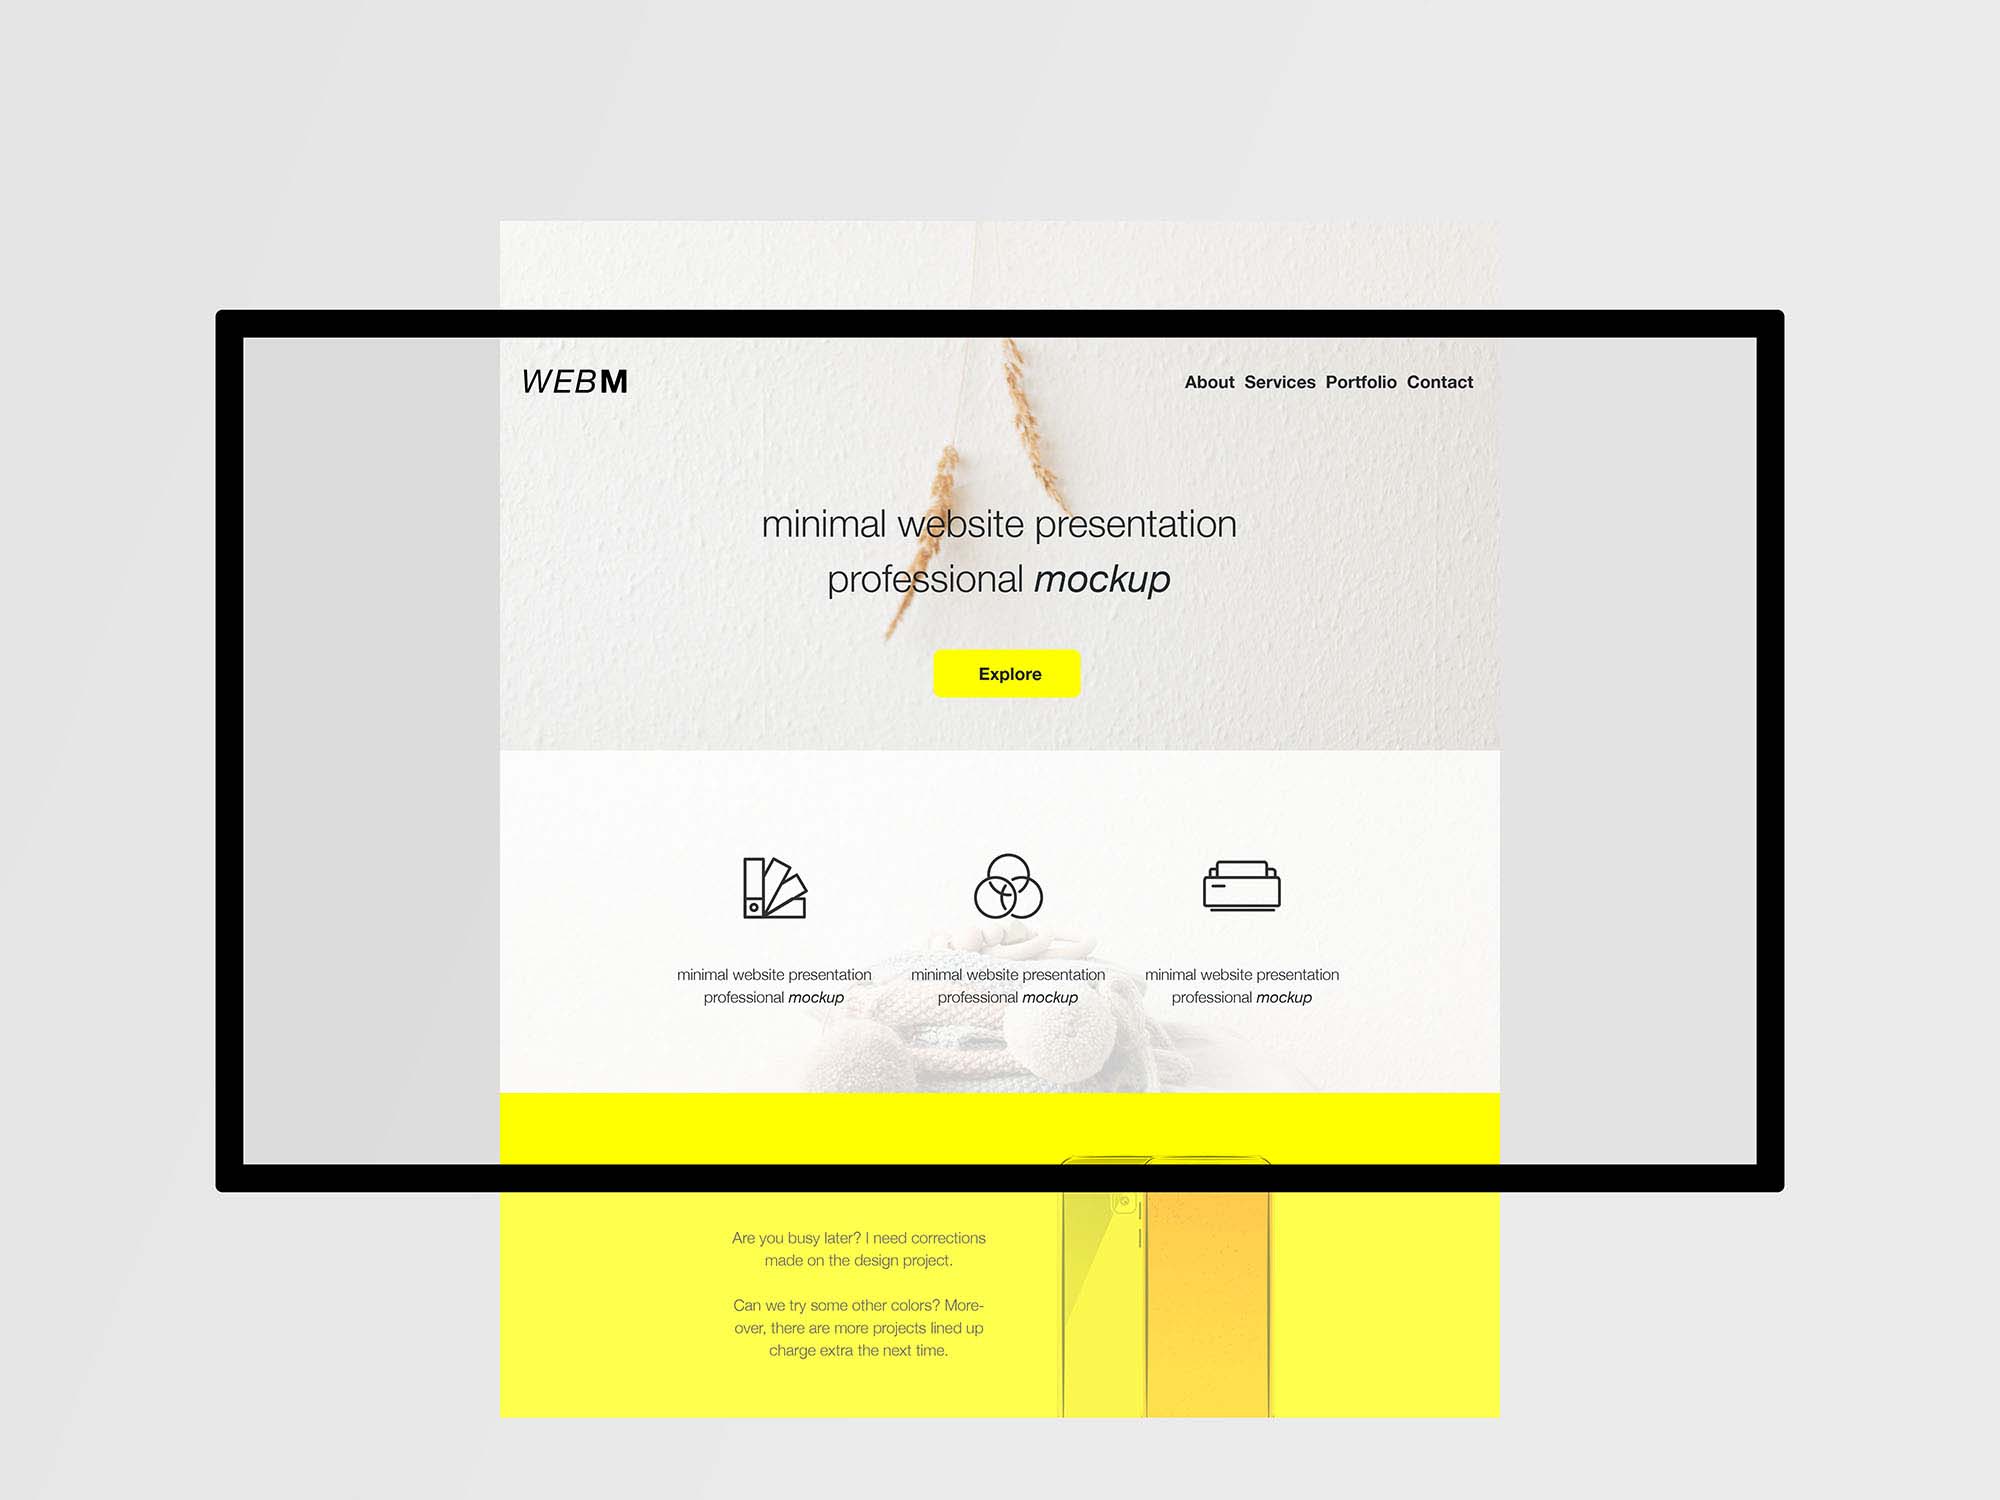 WEBM
About Services Portfolio Contact
minimal website presentation
professional mockup
Explore
minimal website presentation
professional mockup
minimal website presentation
professional mockup
minimal website presentation
professional mockup
Are you busy later? I need corrections
made on the design project.
Can we try some other colors? More-
over, there are more projects lined up
charge extra the next time.